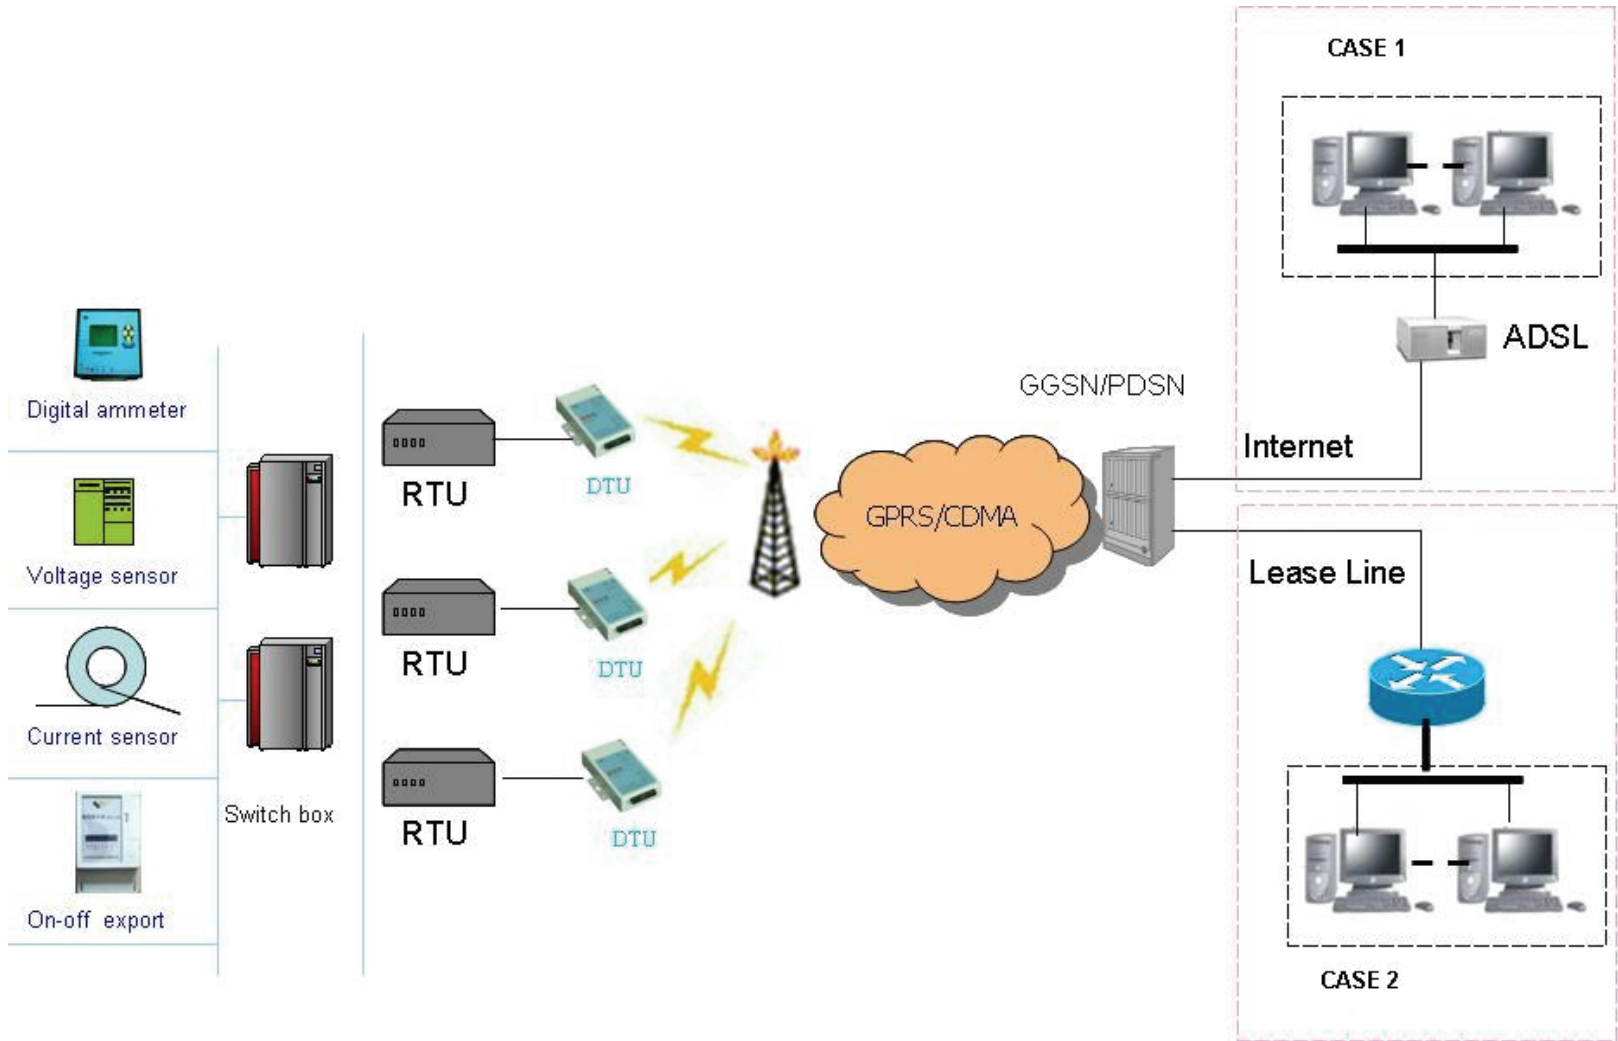 CASE 1
ADSL
Internet
GGSN/PDSN
GPRS/CDMA
Lease Line
CASE 2
Digital ammeter
Voltage sensor
Current sensor
On-off export
Switch box
RTU
DTU
RTU
DTU
RTU
DTU